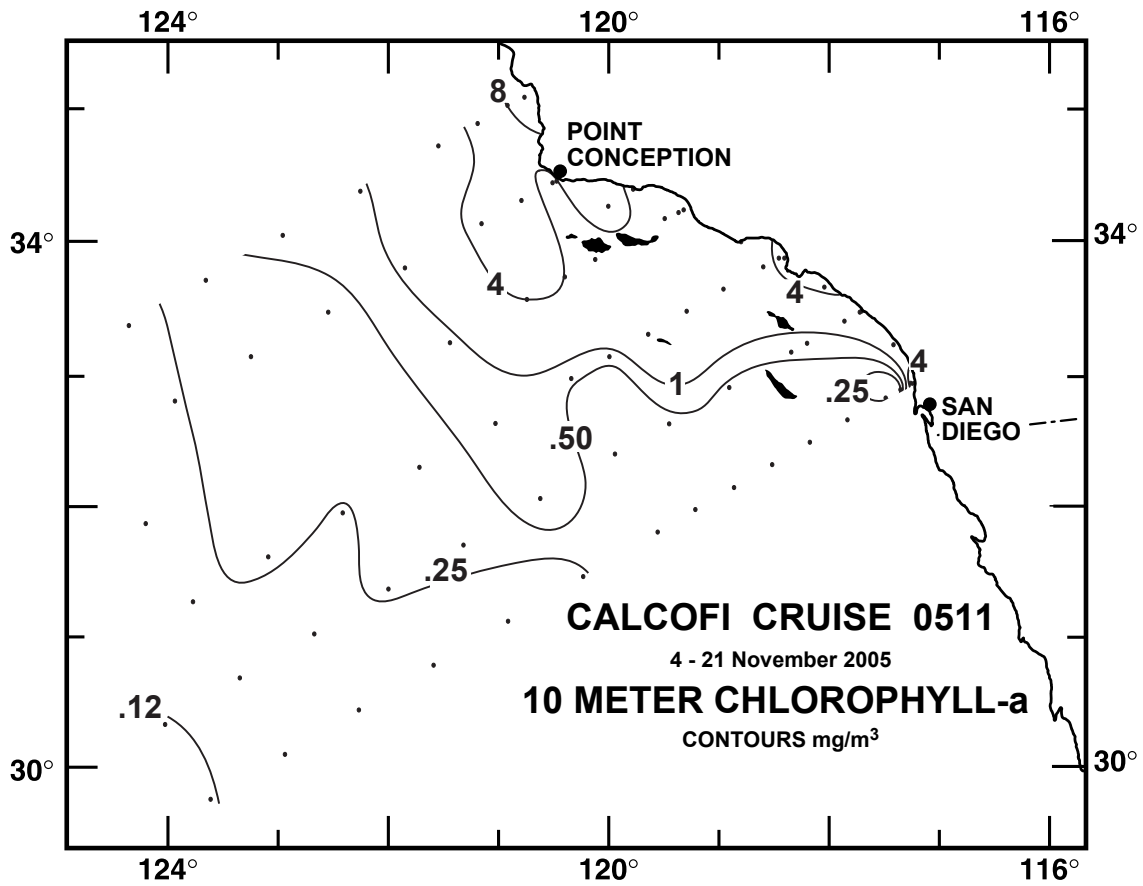 124° 120° 116°
8
POINT
CONCEPTION
34° 34°
4
4
4
1
.25
SAN
DIEGO
.50
.25
CALCOFI CRUISE 0511
4 - 21 November 2005
10 METER CHLOROPHYLL-a
CONTOURS mg/m³
.12
30° 30°
124° 120° 116°